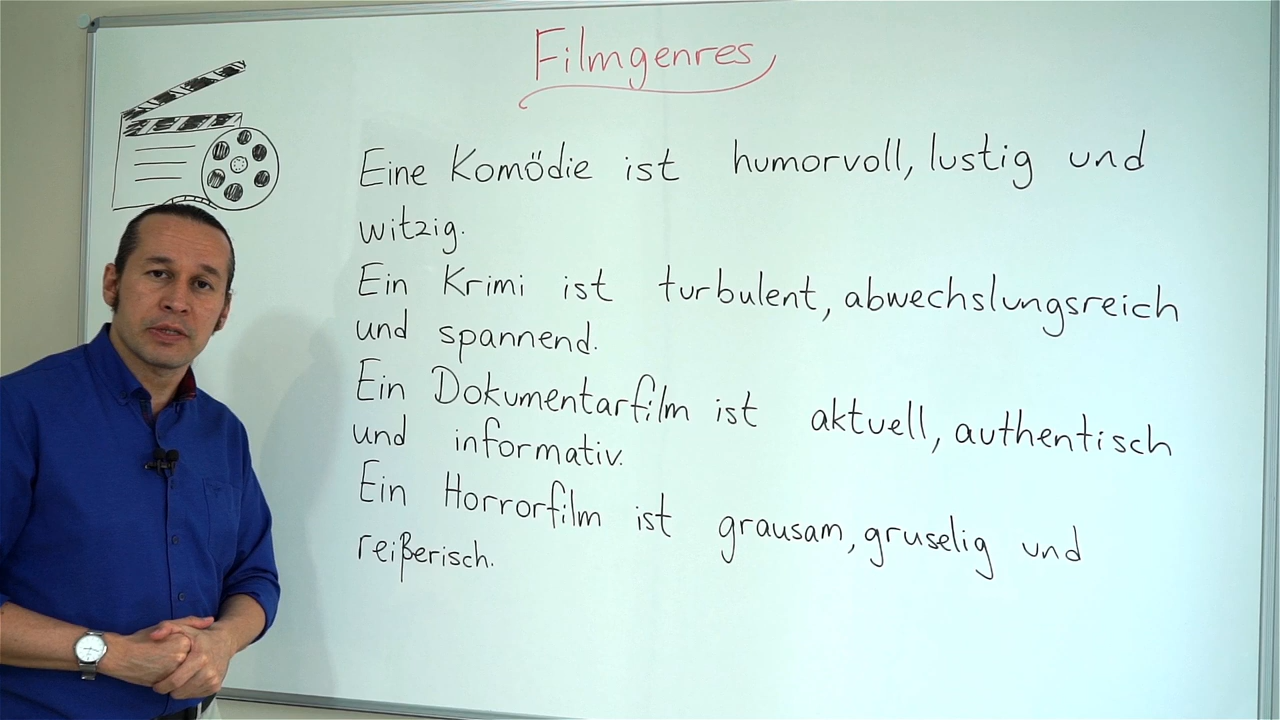 Filmgenres
Eine Komödie ist humorvoll, lustig und
witzig.
Ein Krimi ist turbulent, abwechslungsreich
und spannend.
Ein Dokumentarfilm ist aktuell, authentisch
und informativ.
Ein Horrorfilm ist grausam, gruselig und
reißerisch.